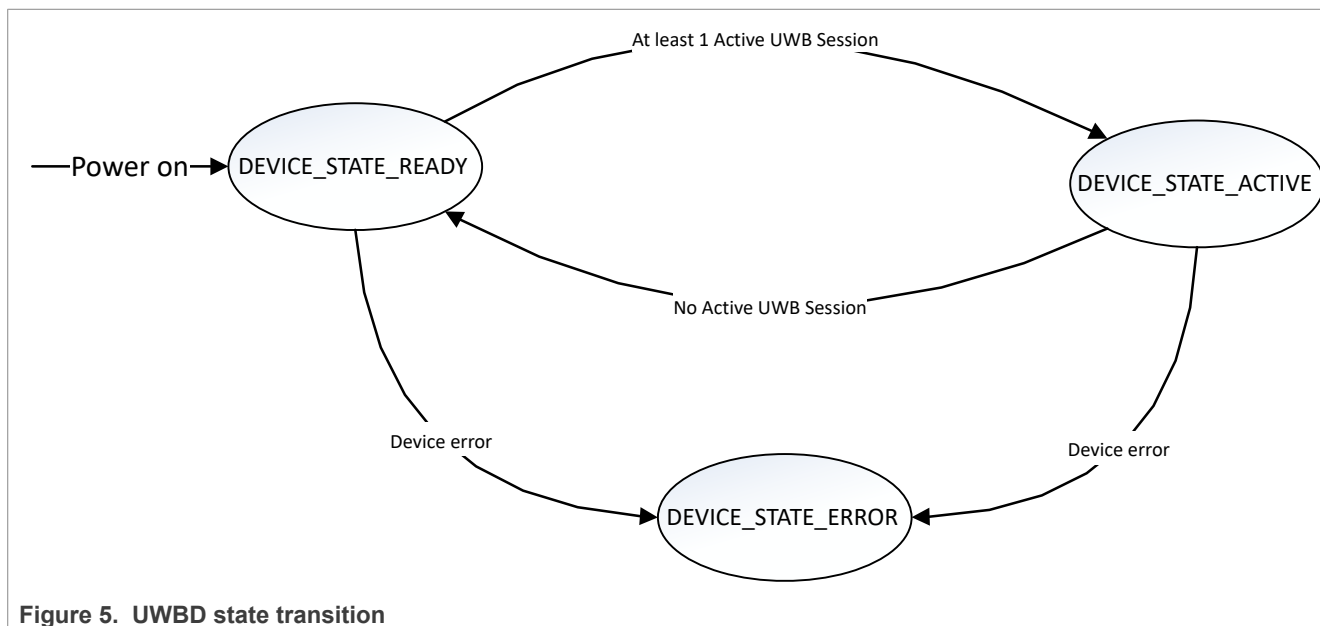 At least 1 Active UWB Session
Power on
DEVICE_STATE_READY
DEVICE_STATE_ACTIVE
No Active UWB Session
Device error
Device error
DEVICE_STATE_ERROR
Figure 5. UWBD state transition